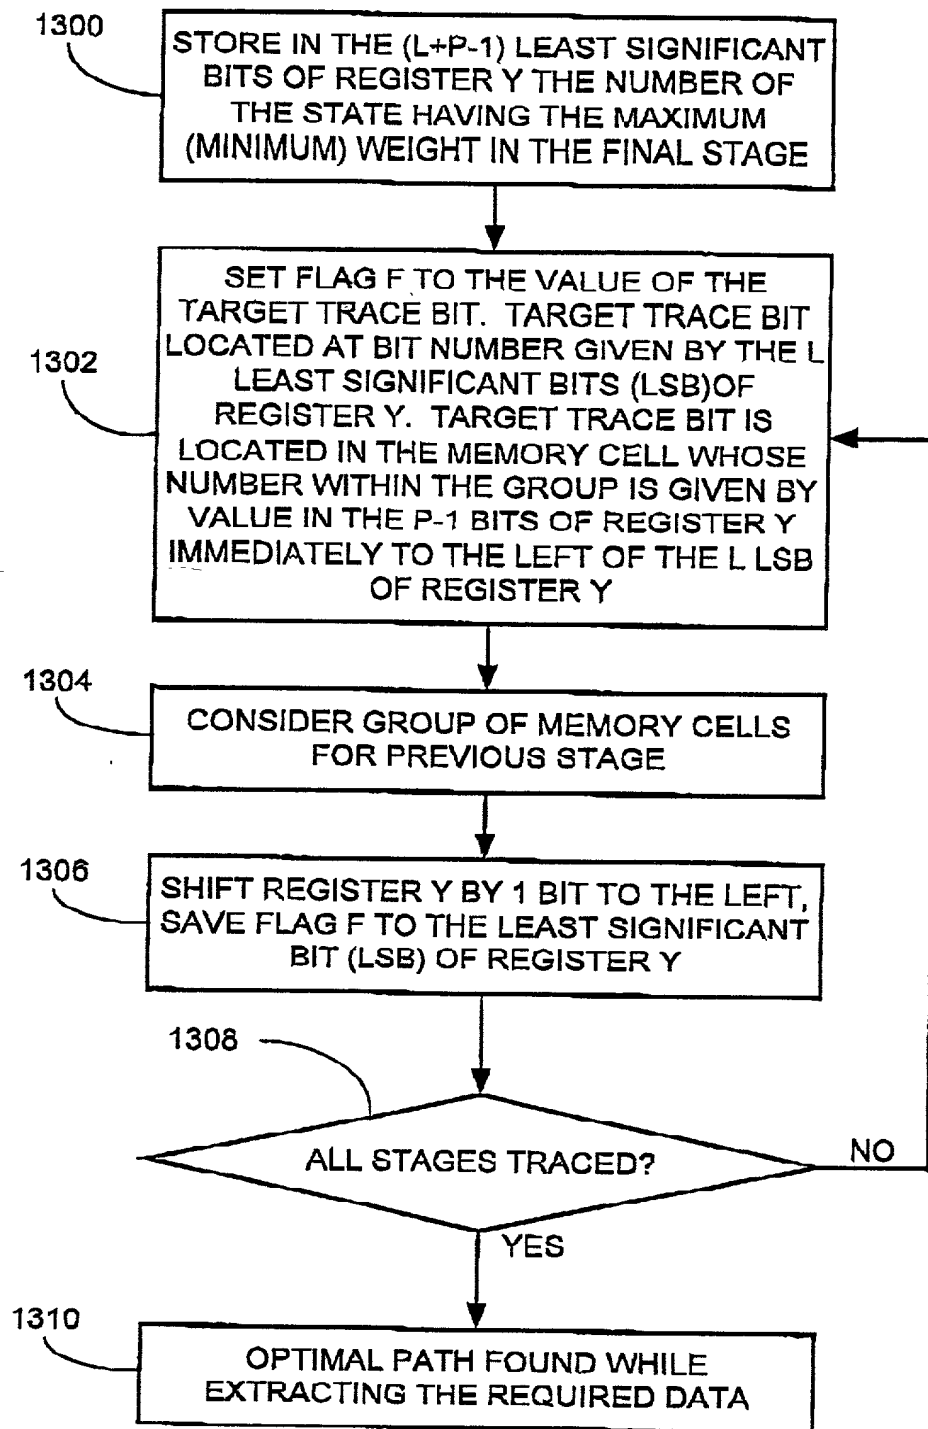 1300
STORE IN THE (L+P-1) LEAST SIGNIFICANT
BITS OF REGISTER Y THE NUMBER OF
THE STATE HAVING THE MAXIMUM
(MINIMUM) WEIGHT IN THE FINAL STAGE
1302
SET FLAG F TO THE VALUE OF THE
TARGET TRACE BIT. TARGET TRACE BIT
LOCATED AT BIT NUMBER GIVEN BY THE L
LEAST SIGNIFICANT BITS (LSB)OF
REGISTER Y. TARGET TRACE BIT IS
LOCATED IN THE MEMORY CELL WHOSE
NUMBER WITHIN THE GROUP IS GIVEN BY
VALUE IN THE P-1 BITS OF REGISTER Y
IMMEDIATELY TO THE LEFT OF THE L LSB
OF REGISTER Y
1304
CONSIDER GROUP OF MEMORY CELLS
FOR PREVIOUS STAGE
1306
SHIFT REGISTER Y BY 1 BIT TO THE LEFT,
SAVE FLAG F TO THE LEAST SIGNIFICANT
BIT (LSB) OF REGISTER Y
1308
ALL STAGES TRACED?
NO
YES
1310
OPTIMAL PATH FOUND WHILE
EXTRACTING THE REQUIRED DATA